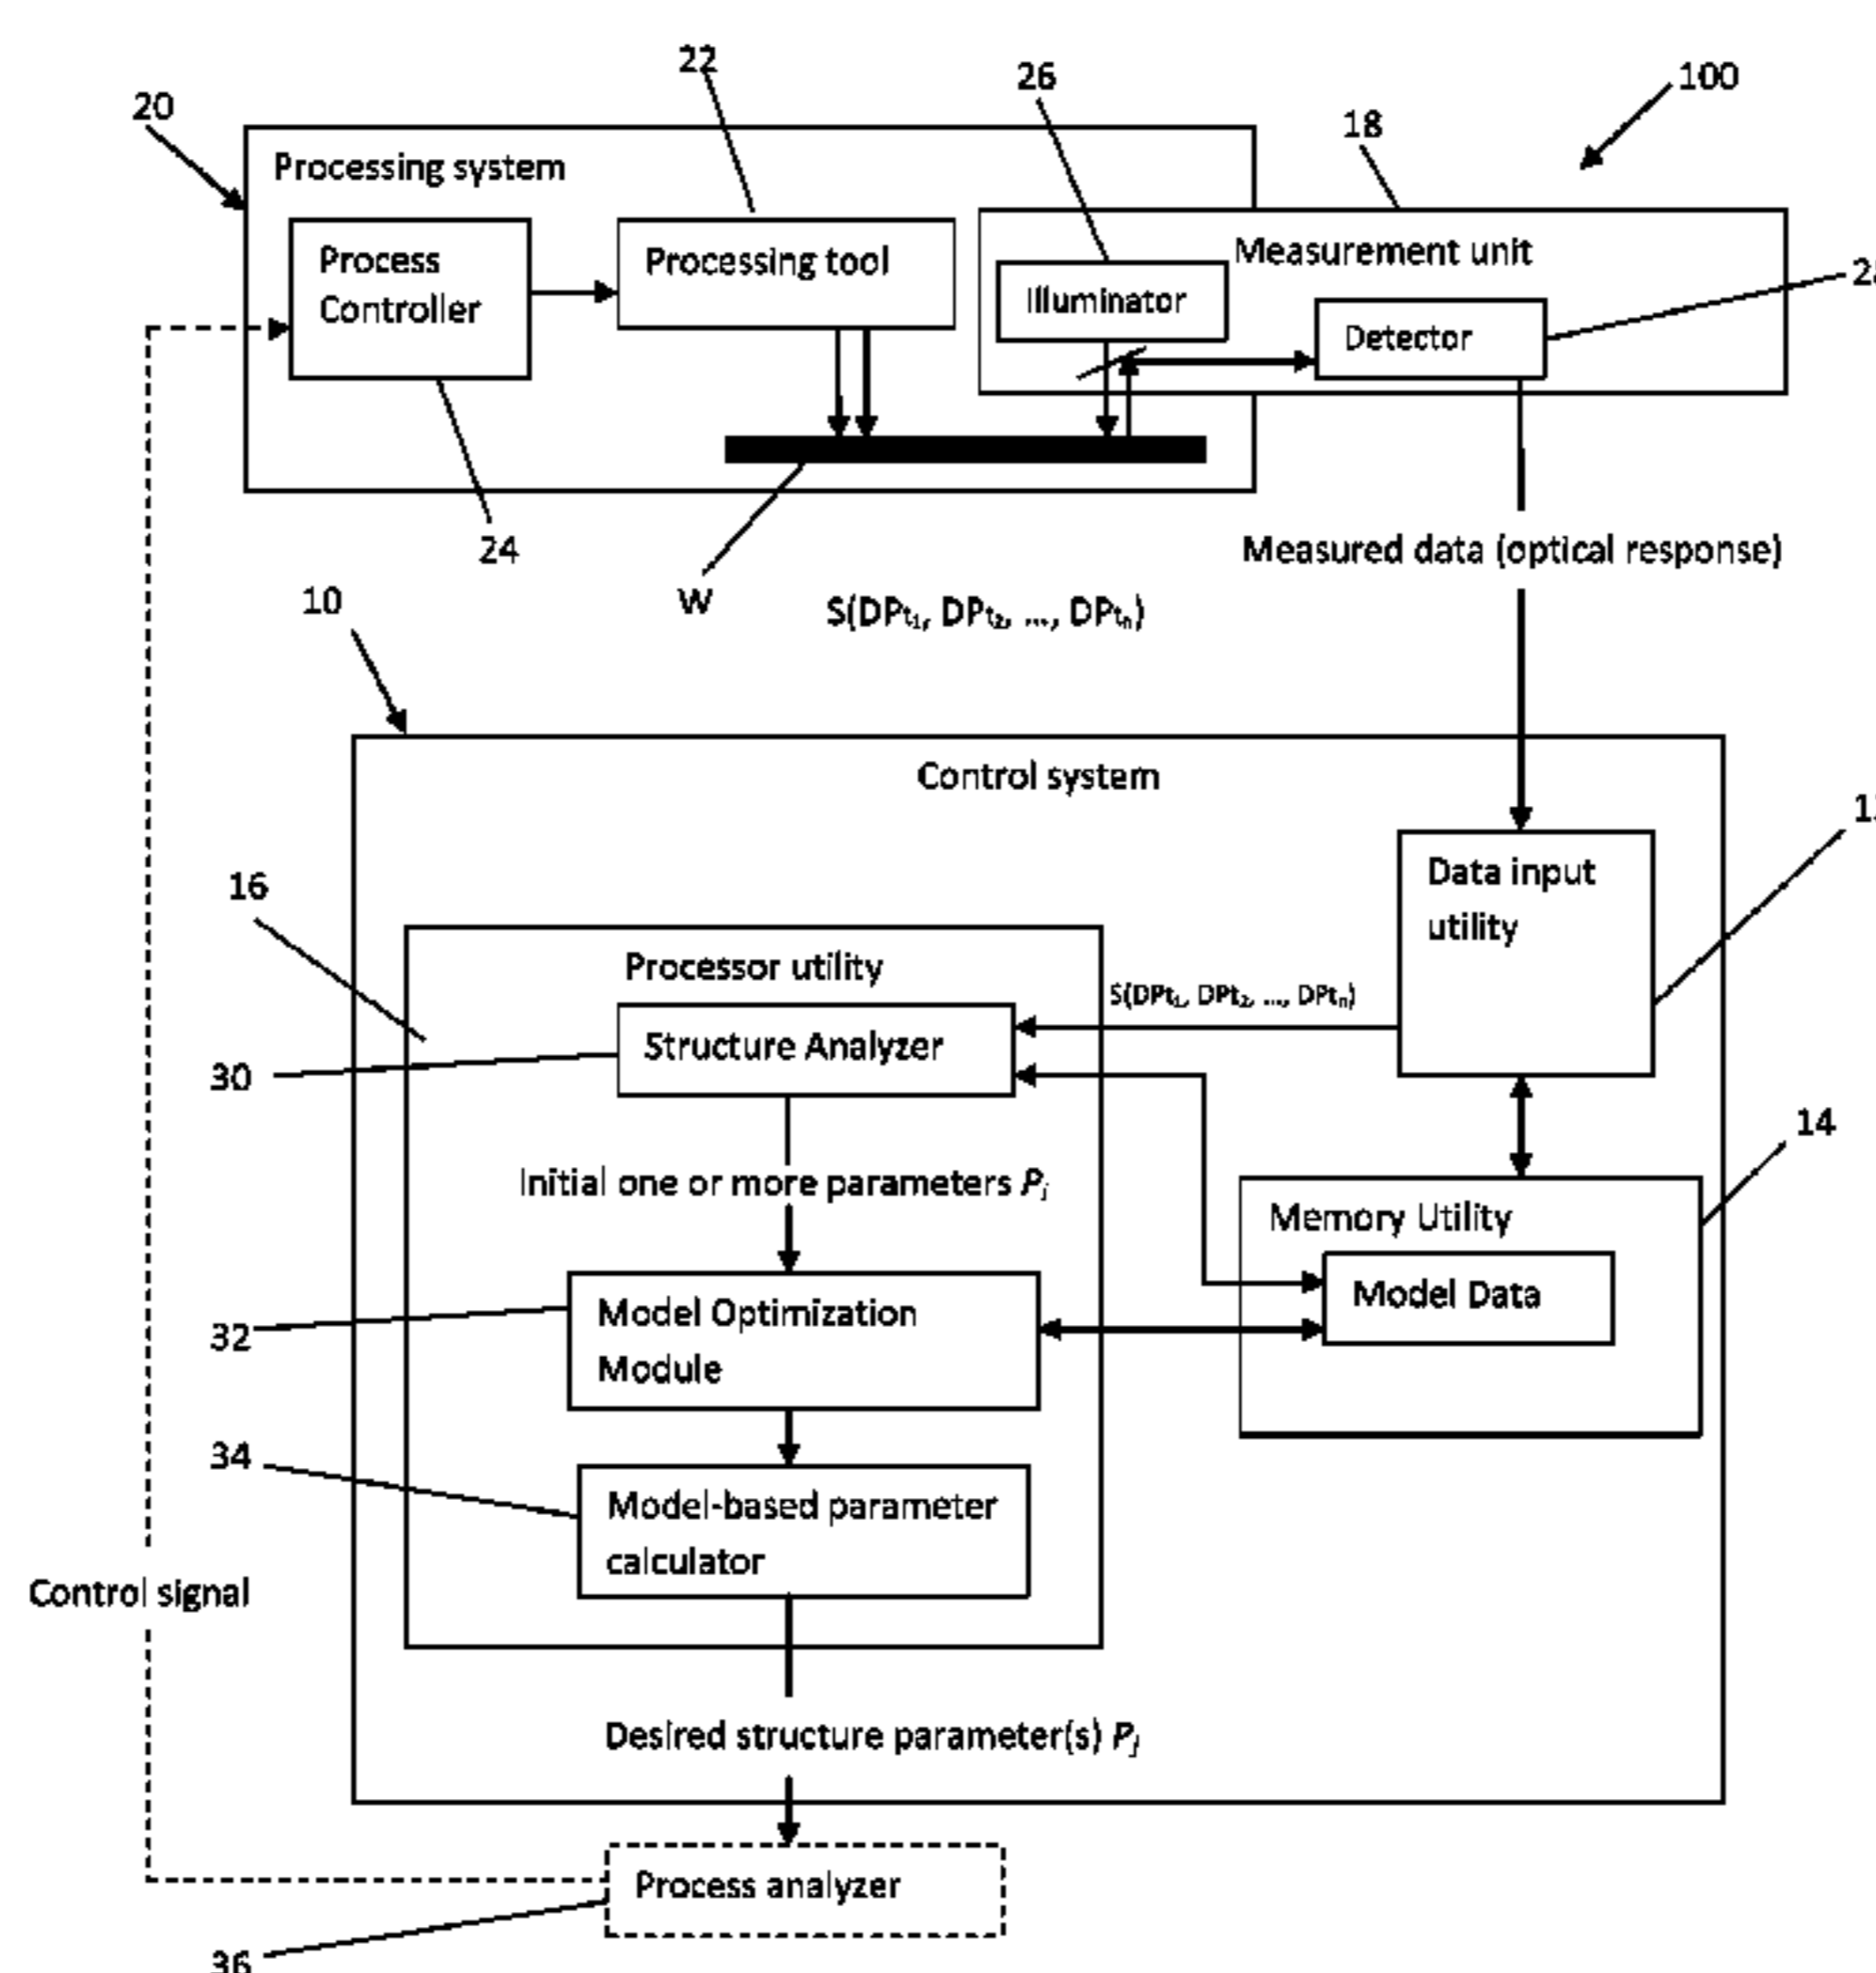 22
26
100
20
18
Processing system
Process
Controller
Processing tool
Measurement unit
Illuminator
Detector
24
Measured data (optical response)
10
W
S(DPt₁, DPt₂, ..., DPtₙ)
Control system
Data input
utility
16
Processor utility
S(DPt₁, DPt₂, ..., DPtₙ)
Structure Analyzer
30
14
Initial one or more parameters Pᵢ
Memory Utility
Model Data
Model Optimization
Module
32
34
Model-based parameter
calculator
Control signal
Desired structure parameter(s) Pⱼ
Process analyzer
36